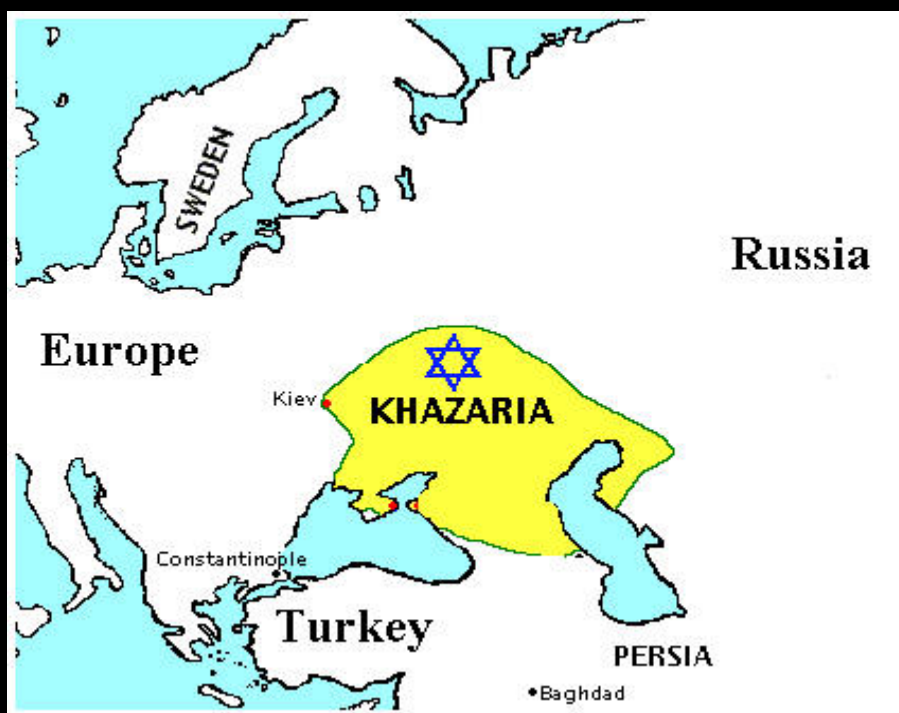 SWEDEN
Russia
Europe
Kiev
KHAZARIA
Constantinople
Turkey
PERSIA
Baghdad